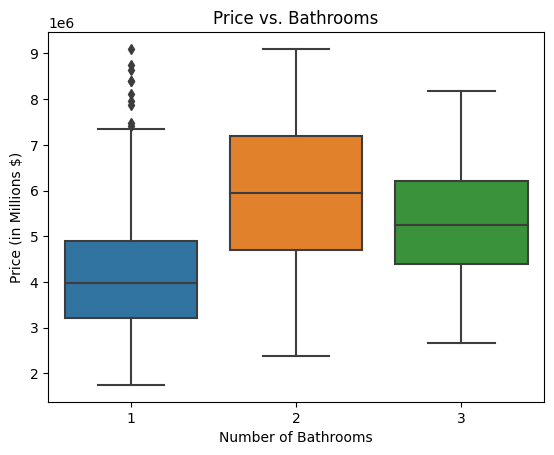 Price vs. Bathrooms
1e6
9
8
7
6
5
4
3
2
Price (in Millions $)
1 2 3
Number of Bathrooms